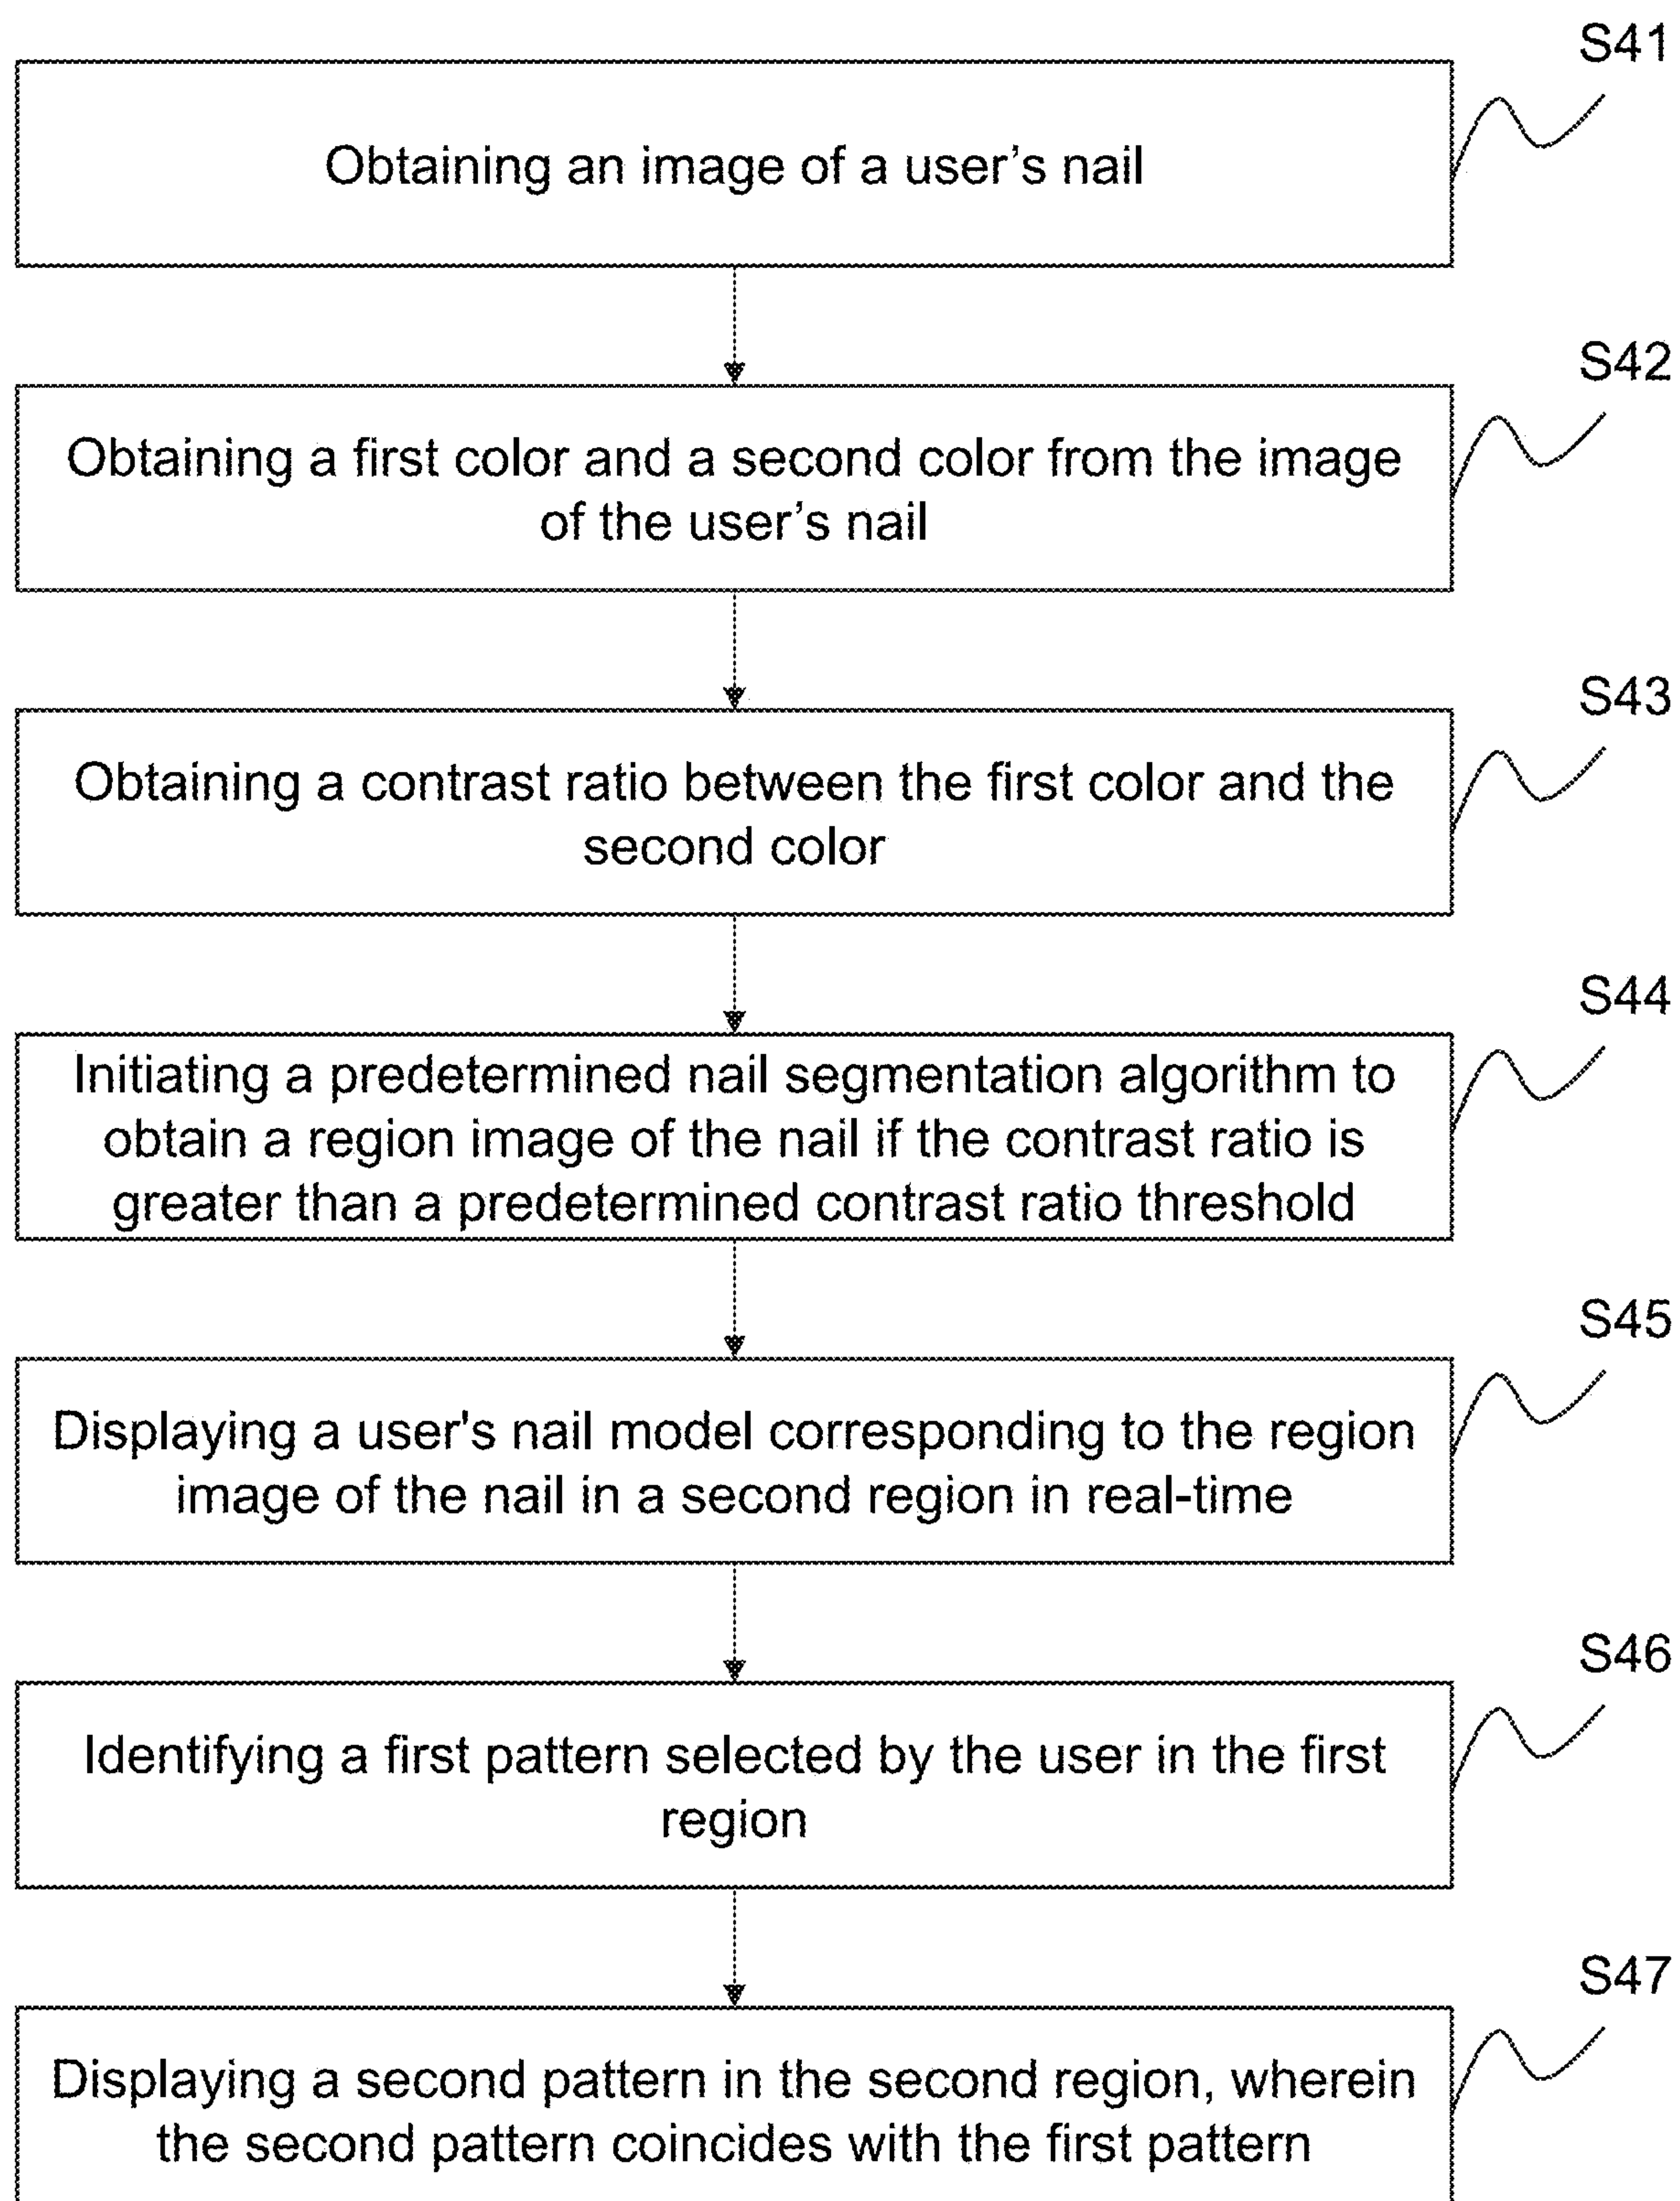 S41
Obtaining an image of a user’s nail
S42
Obtaining a first color and a second color from the image
of the user’s nail
S43
Obtaining a contrast ratio between the first color and the
second color
S44
Initiating a predetermined nail segmentation algorithm to
obtain a region image of the nail if the contrast ratio is
greater than a predetermined contrast ratio threshold
S45
Displaying a user's nail model corresponding to the region
image of the nail in a second region in real-time
S46
Identifying a first pattern selected by the user in the first
region
S47
Displaying a second pattern in the second region, wherein
the second pattern coincides with the first pattern